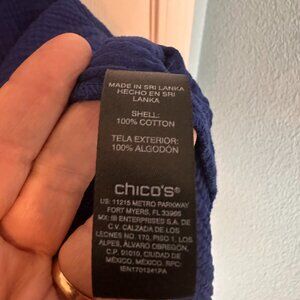 MADE IN SRI LANKA
HECHO EN SRI
LANKA
SHELL:
100% COTTON
TELA EXTERIOR:
100% ALGODÓN
chico's®
US: 11215 METRO PARKWAY
FORT MYERS, FL 33966
MX: IB ENTERPRISES S.A DE
C.V. CALZADA DE LOS
LEONES NO. 170, PISO 1, LOS
ALPES, ÁLVARO OBREGÓN,
C.P. 01010, CIUDAD DE
MÉXICO, MÉXICO, RFC: